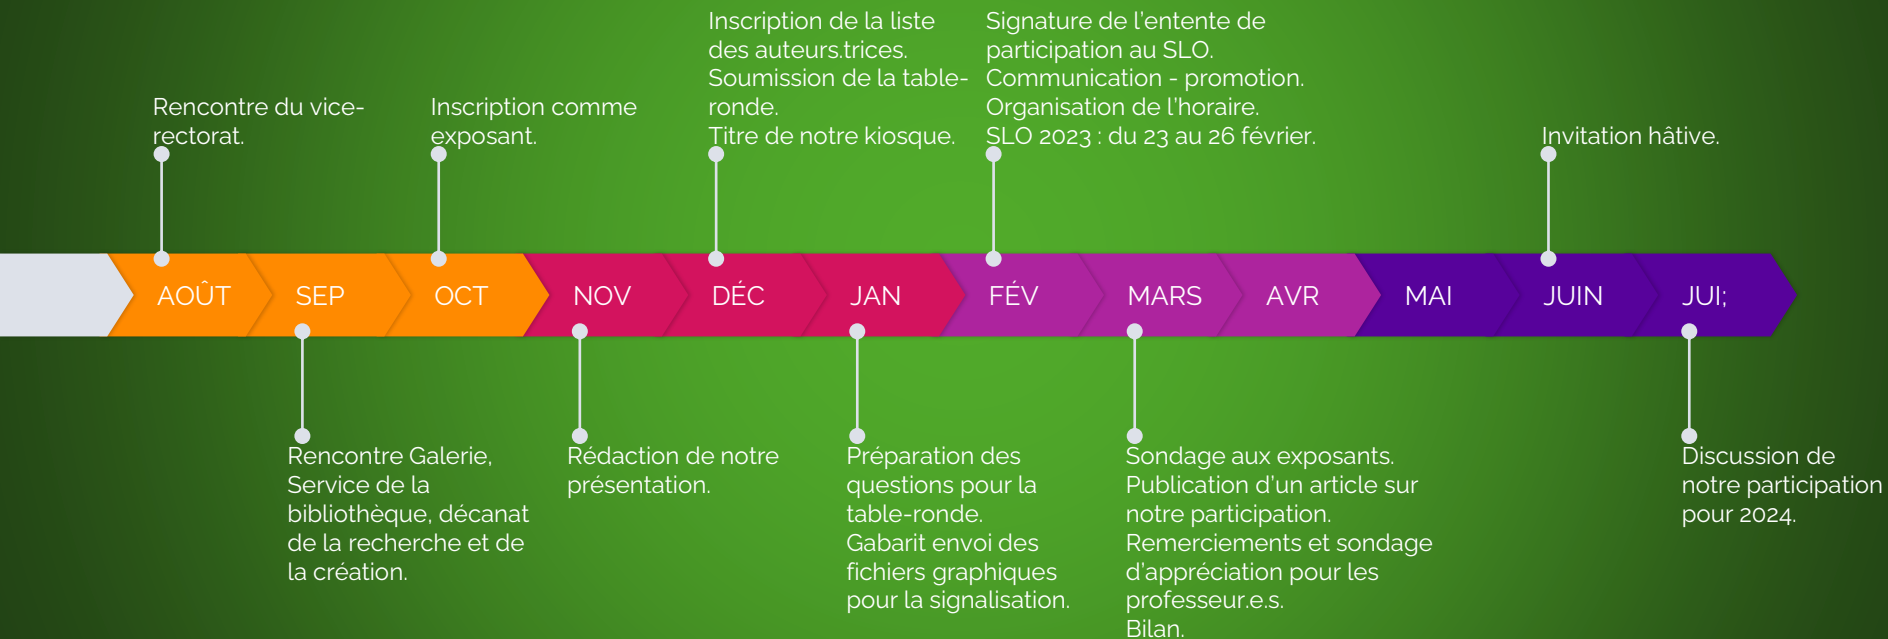 Inscription de la liste
des auteurs.trices.
Soumission de la table-
ronde.
Titre de notre kiosque.
Signature de l'entente de
participation au SLO.
Communication - promotion.
Organisation de l'horaire.
SLO 2023 : du 23 au 26 février.
Rencontre du vice-
rectorat.
Inscription comme
exposant.
Invitation hâtive.
AOÛT
SEP
OCT
NOV
DÉC
JAN
FÉV
MARS
AVR
MAI
JUIN
JUI;
Rencontre Galerie,
Service de la
bibliothèque, décanat
de la recherche et de
la création.
Rédaction de notre
présentation.
Préparation des
questions pour la
table-ronde.
Gabarit envoi des
fichiers graphiques
pour la signalisation.
Sondage aux exposants.
Publication d'un article sur
notre participation.
Remerciements et sondage
d'appréciation pour les
professeur.e.s.
Bilan.
Discussion de
notre participation
pour 2024.